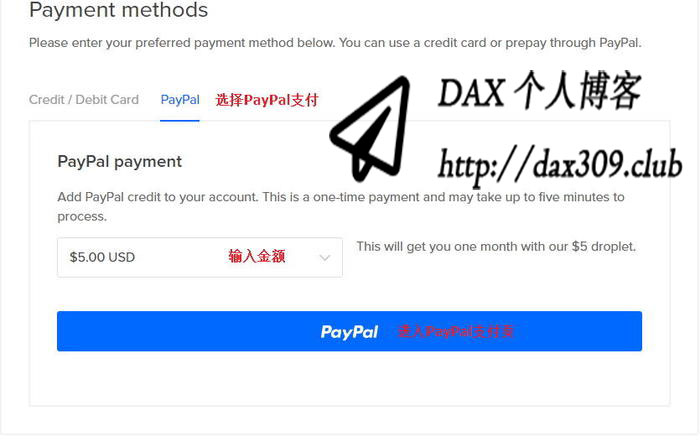 Payment methods
Please enter your preferred payment method below. You can use a credit card or prepay through PayPal.
DAX 个人博客
Credit / Debit Card PayPal 选择PayPal支付
http://dax309.club
PayPal payment
Add PayPal credit to your account. This is a one-time payment and may take up to five minutes to
process.
$5.00 USD 输入金额 This will get you one month with our $5 droplet.
PayPal 进入PayPal支付页